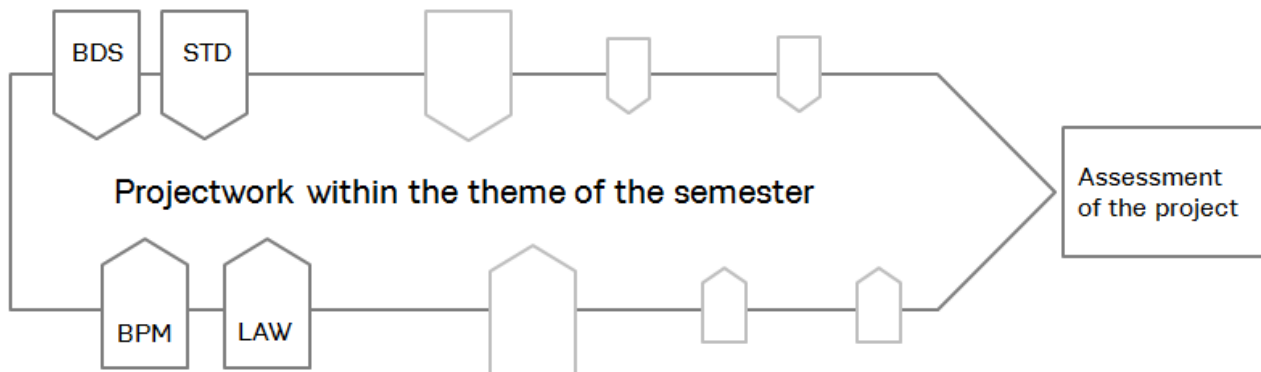 BDS
STD
Projectwork within the theme of the semester
Assessment
of the project
BPM
LAW